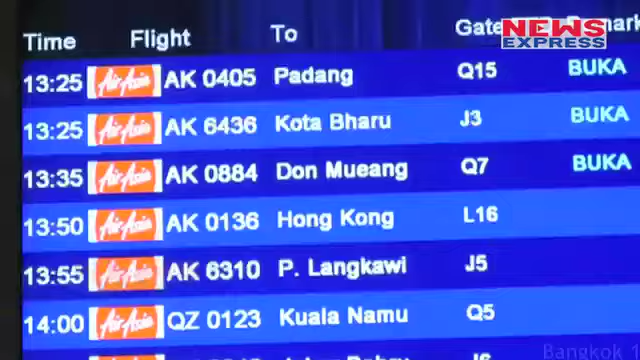 NEWS
EXPRESS
Time Flight To Gate
13:25 AirAsia AK 0405 Padang Q15 BUKA
13:25 AirAsia AK 6436 Kota Bharu J3 BUKA
13:35 AirAsia AK 0884 Don Mueang Q7 BUKA
13:50 AirAsia AK 0136 Hong Kong L16
13:55 AirAsia AK 6310 P. Langkawi J5
14:00 AirAsia QZ 0123 Kuala Namu Q5
Bangkok